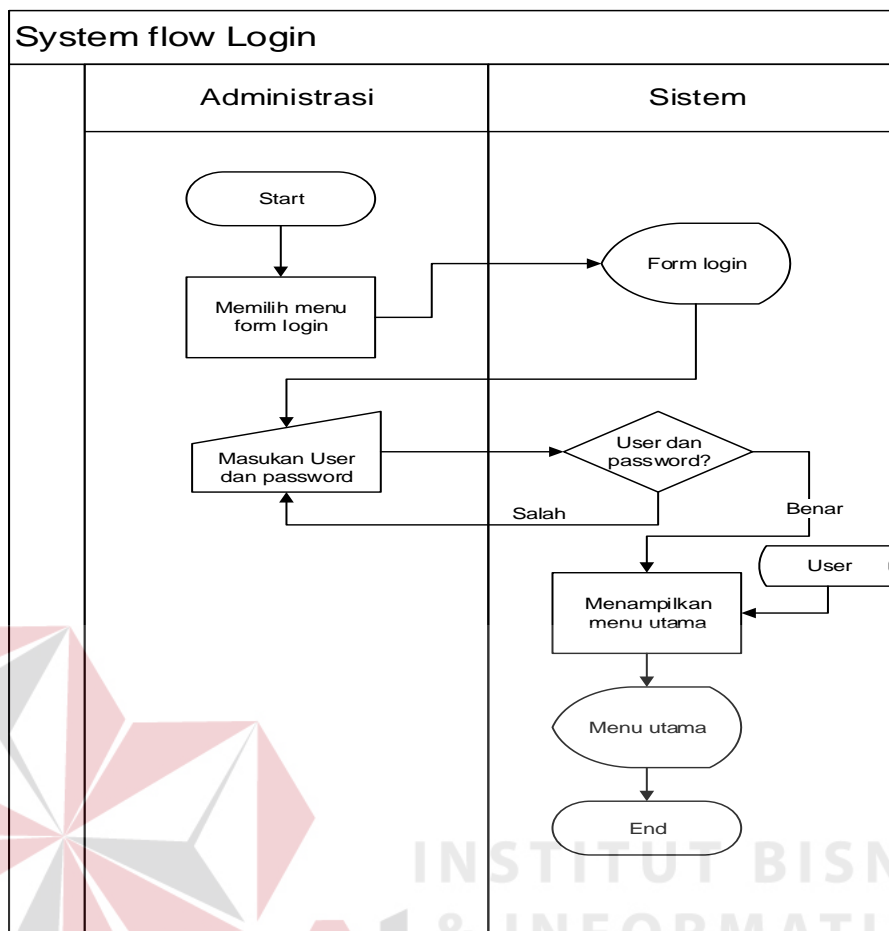 System flow Login
Administrasi
Sistem
Start
Form login
Memilih menu
form login
Masukan User
dan password
User dan
password?
Salah
Benar
User
Menampilkan
menu utama
Menu utama
End
INSTITUT BISN
& INFORMATI